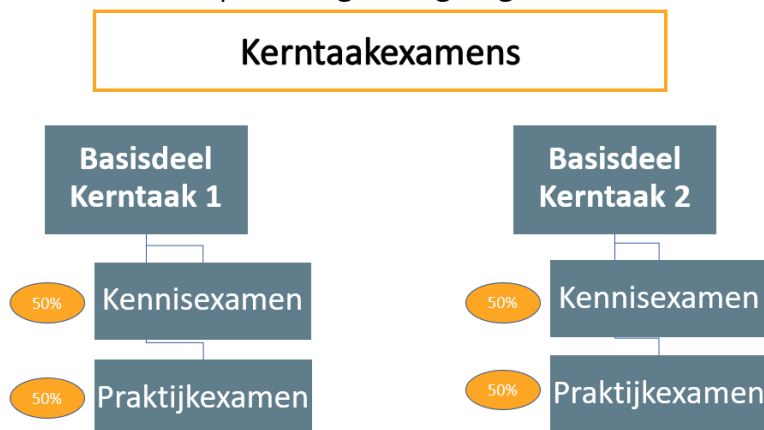 Kerntaakexamens
Basisdeel
Kerntaak 1
50%
Kennisexamen
50%
Praktijkexamen
Basisdeel
Kerntaak 2
50%
Kennisexamen
50%
Praktijkexamen